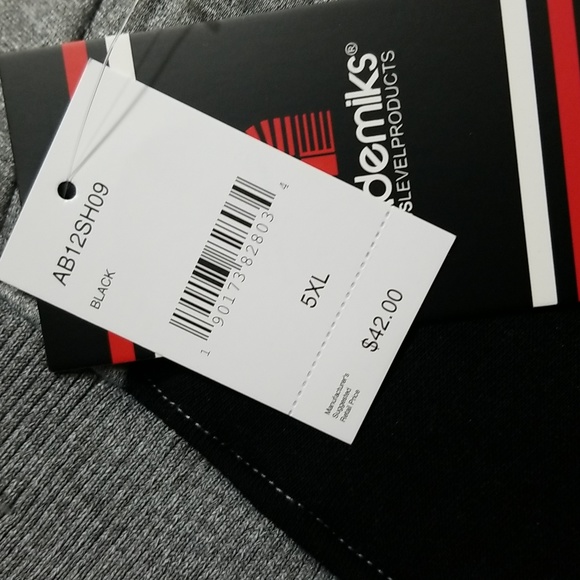 demiks®
SLEVELPRODUCTS
AB12SH09
BLACK
1 90173 82803 4
5XL
$42.00
Manufacturer's
Suggested
Retail Price